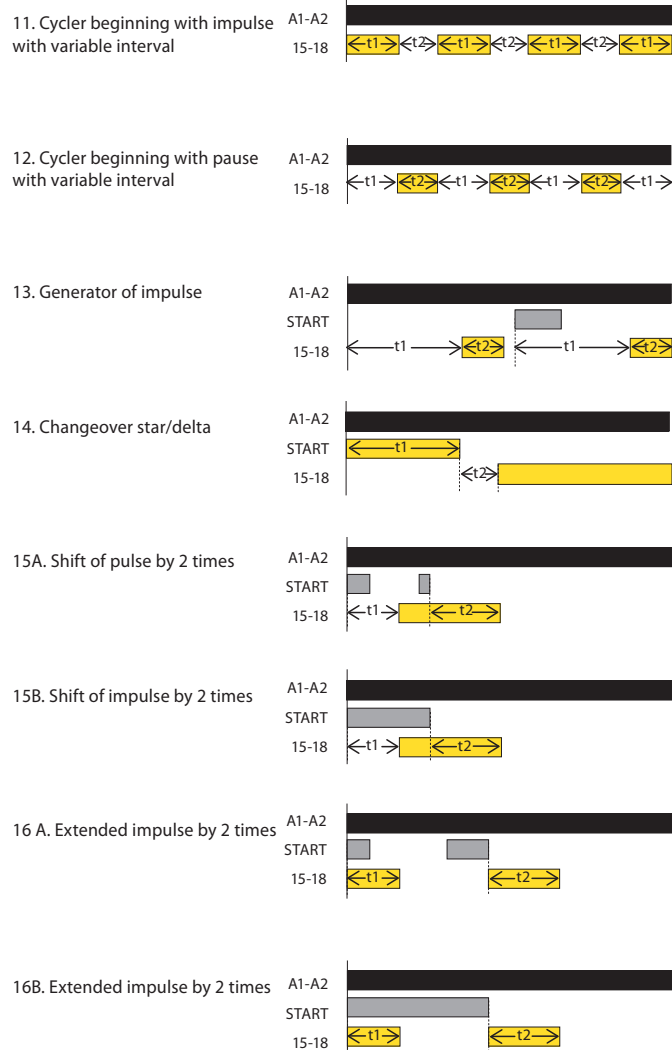 11. Cycler beginning with impulse
with variable interval
A1-A2
15-18
t1 t2 t1 t2 t1 t2 t1
12. Cycler beginning with pause
with variable interval
A1-A2
15-18
t1 t2 t1 t2 t1 t2 t1
13. Generator of impulse
A1-A2
START
15-18
t1 t2 t1 t2
14. Changeover star/delta
A1-A2
START
t1
15-18
t2
15A. Shift of pulse by 2 times
A1-A2
START
15-18
t1 t2
15B. Shift of impulse by 2 times
A1-A2
START
15-18
t1 t2
16 A. Extended impulse by 2 times
A1-A2
START
15-18
t1 t2
16B. Extended impulse by 2 times
A1-A2
START
15-18
t1 t2